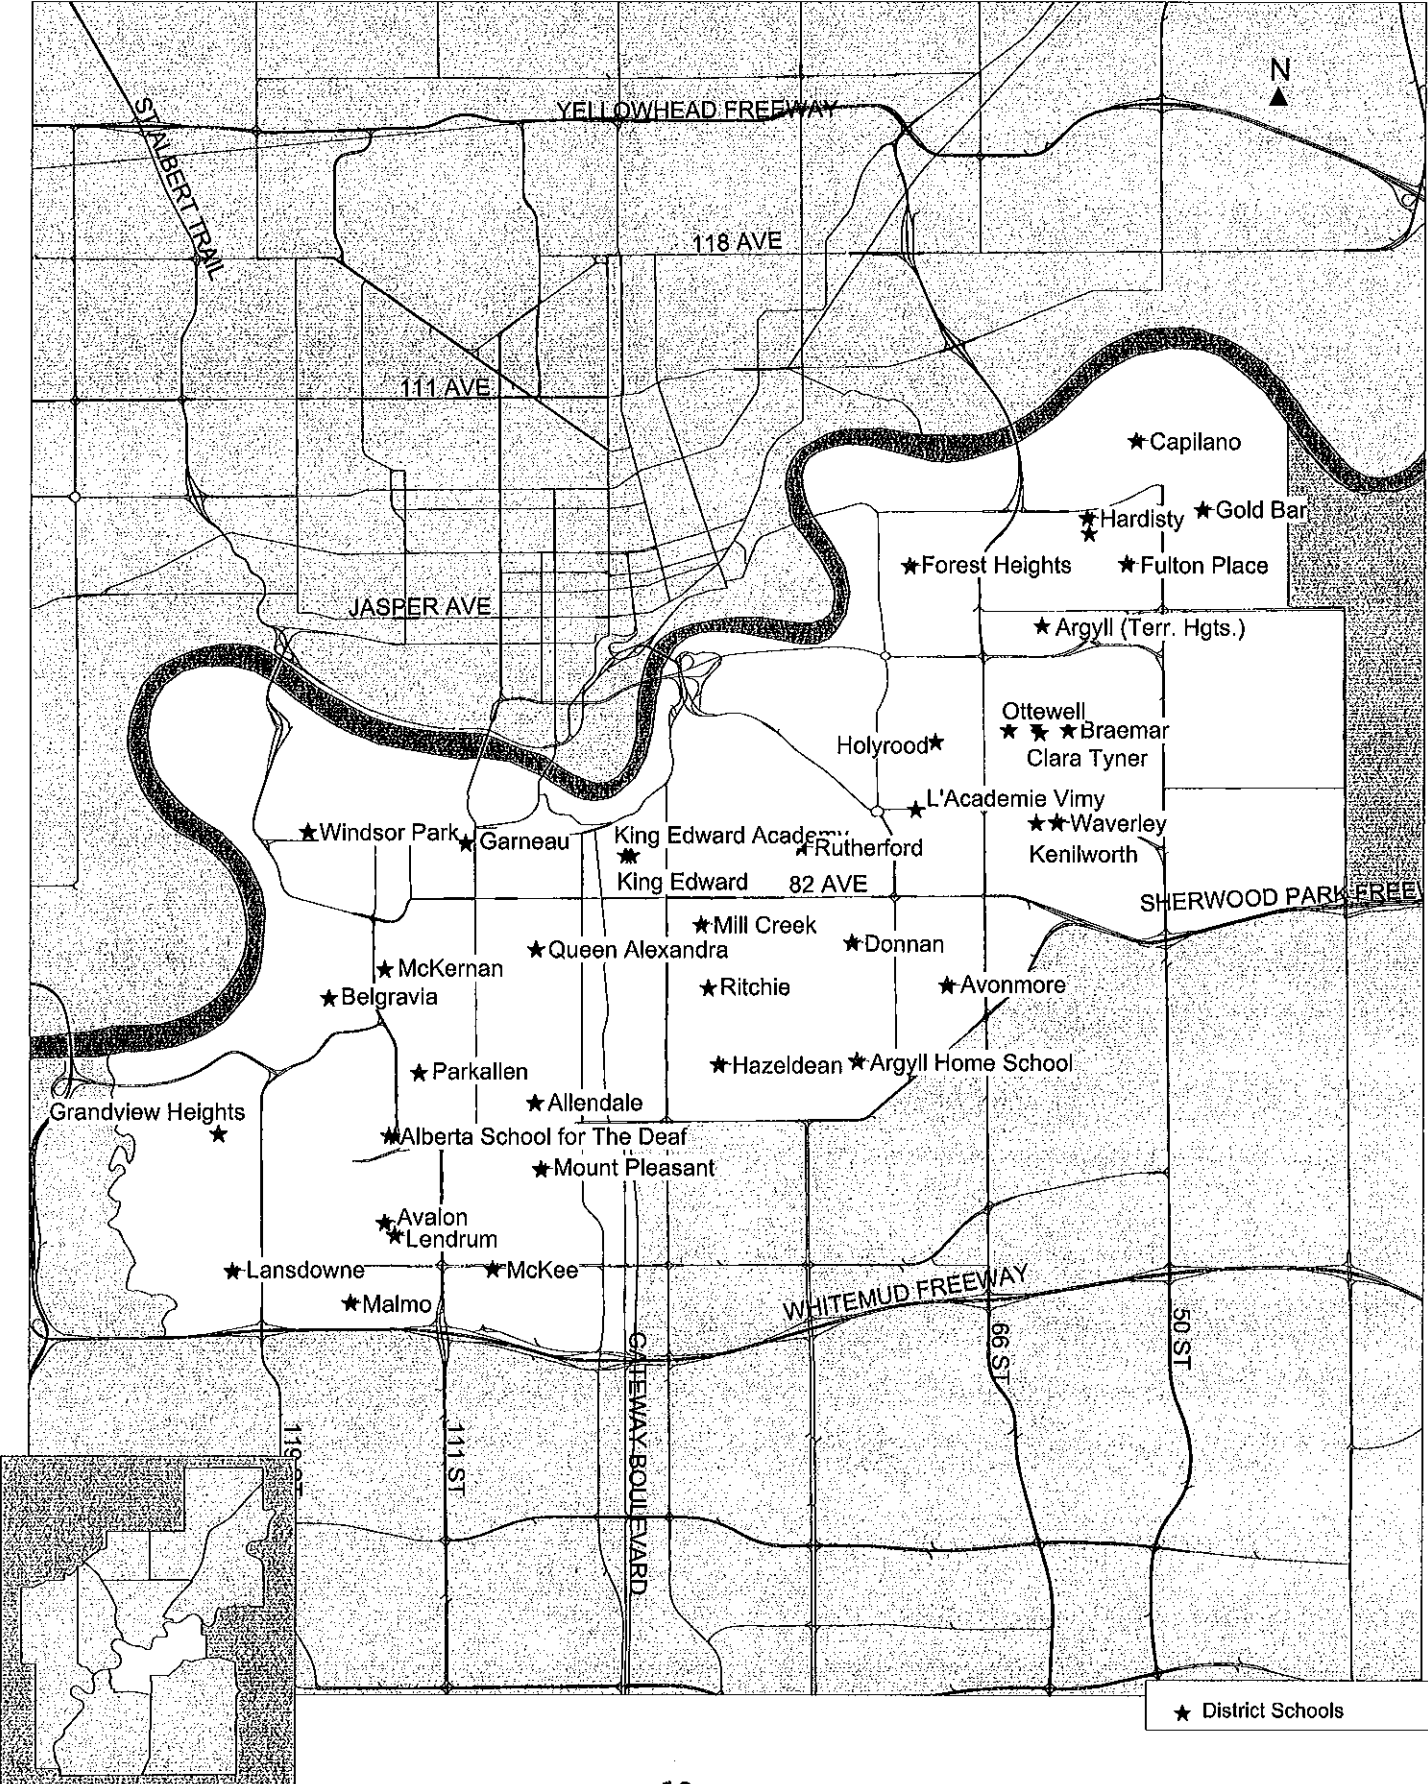 N
YELLOWHEAD FREEWAY
ST ALBERT TRAIL
118 AVE
111 AVE
Capilano
Gold Bar
Hardisty
Forest Heights
Fulton Place
JASPER AVE
Argyll (Terr. Hgts.)
Ottewell
Braemar
Holyrood
Clara Tyner
L'Academie Vimy
Windsor Park
Garneau
King Edward Academy
Rutherford
Waverley
Kenilworth
King Edward
82 AVE
SHERWOOD PARK
Mill Creek
Donnan
Queen Alexandra
McKernan
Ritchie
Avonmore
Belgravia
Parkallen
Hazeldean
Argyll Home School
Grandview Heights
Allendale
Alberta School for The Deaf
Mount Pleasant
Avalon
Lendrum
Lansdowne
McKee
Malmo
WHITEMUD FREEWAY
66 ST
50 ST
GATEWAY BOULEVARD
111 ST
District Schools